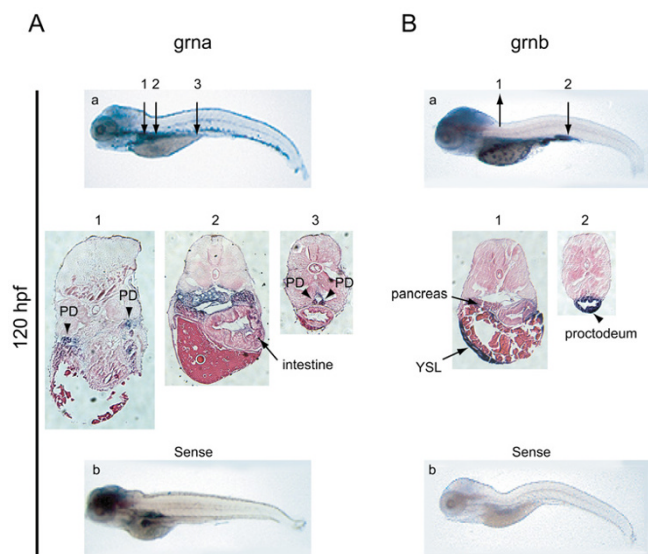 A
grna
a
1 2 3
1 2 3
PD PD
PD PD
intestine
120 hpf
Sense
b
B
grnb
a
1 2
1 2
pancreas
YSL
proctodeum
Sense
b